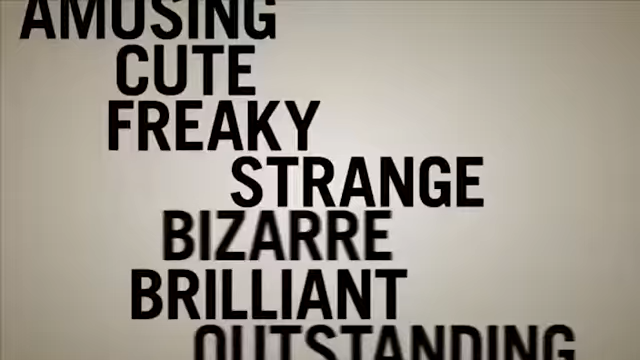 AMUSING
CUTE
FREAKY
STRANGE
BIZARRE
BRILLIANT
OUTSTANDING